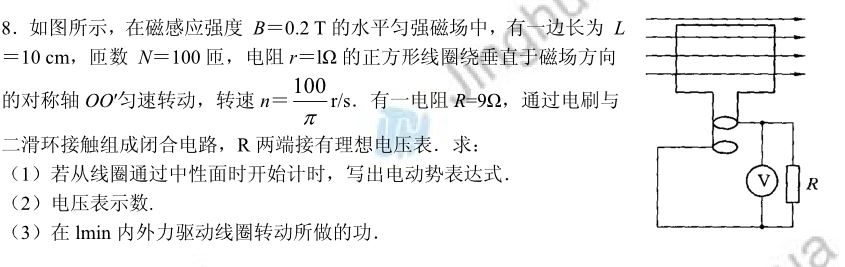 8. 如图所示，在磁感应强度 B＝0.2 T 的水平匀强磁场中，有一边长为 L
＝10 cm，匝数 N＝100 匝，电阻 r＝lΩ 的正方形线圈绕垂直于磁场方向
的对称轴 OO′匀速转动，转速 n＝100/π r/s．有一电阻 R=9Ω，通过电刷与
二滑环接触组成闭合电路，R 两端接有理想电压表．求：
（1）若从线圈通过中性面时开始计时，写出电动势表达式．
（2）电压表示数.
（3）在 lmin 内外力驱动线圈转动所做的功．
V
R